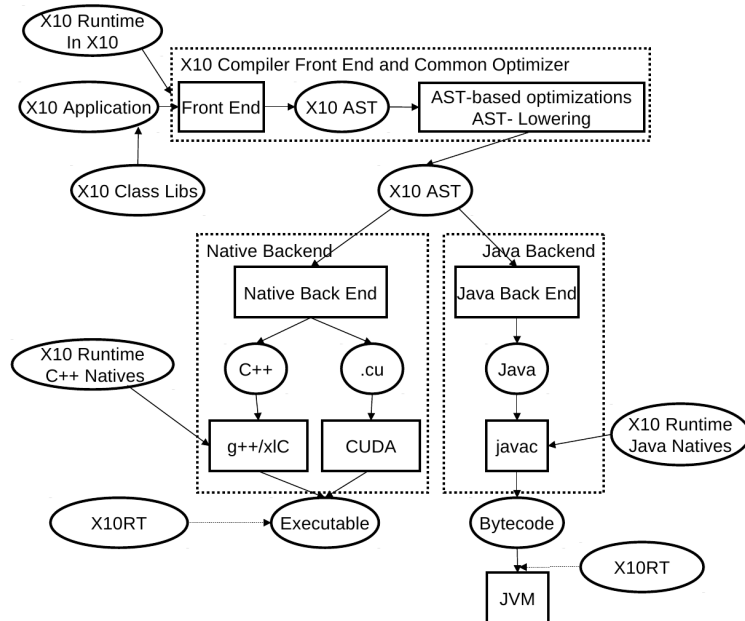 X10 Runtime
In X10
X10 Compiler Front End and Common Optimizer
X10 Application
Front End
X10 AST
AST-based optimizations
AST- Lowering
X10 Class Libs
X10 AST
Native Backend
Java Backend
Native Back End
Java Back End
X10 Runtime
C++ Natives
C++
.cu
Java
g++/xlC
CUDA
javac
X10 Runtime
Java Natives
X10RT
Executable
Bytecode
X10RT
JVM